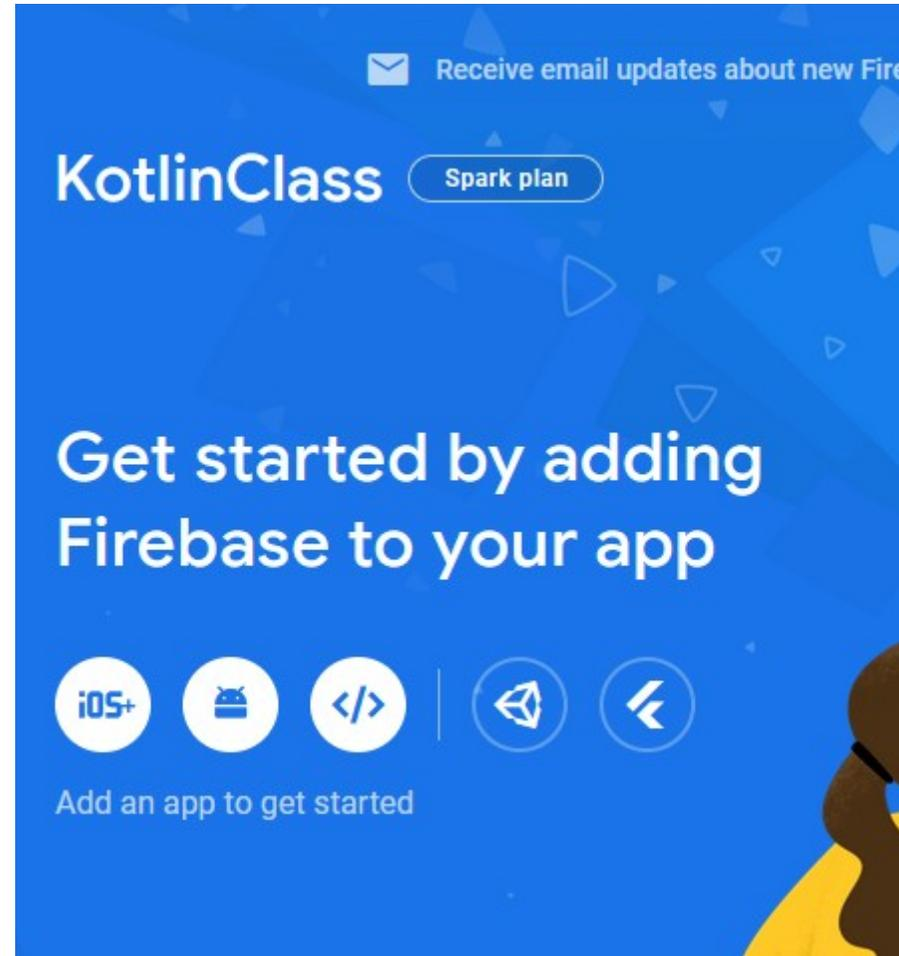 Receive email updates about new Fire
KotlinClass
Spark plan
Get started by adding
Firebase to your app
iOS+
</>
Add an app to get started